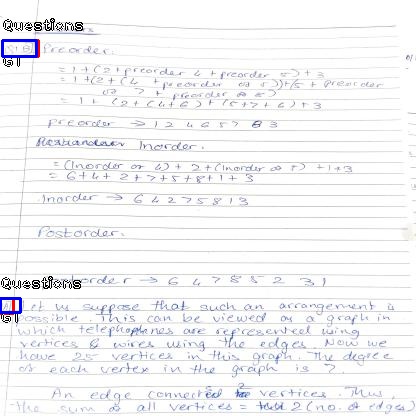 Questions
Preorder.
= 1 + (2 + preorder 4 + preorder 5) + 3
= 1 + (2 + (4 preorder of 5)) + (5 + preorder
of 7 + preorder of 8)
= 1 + (2 + (4 + 6) + (5 + 7 + 6) + 3
preorder → 1 2 4 6 5 7 8 3
Inorder.
= (Inorder or 4) + 2 + (Inorder or 5) + 1 + 3
= 6 + 4 + 2 + 7 + 5 + 8 + 1 + 3
Inorder → 6 4 2 7 5 8 1 3
Postorder.
→ 6 4 7 8 5 2 3 1
Questions
Let us suppose that such an arrangement is
possible. This can be viewed as a graph in
which telephones are represented using
vertices & wires using the edges. Now we
have 25 vertices in this graph. The degree
of each vertex in the graph is 7.
An edge connects 2 vertices. Thus,
the sum of all vertices = 2 (no. of edges)